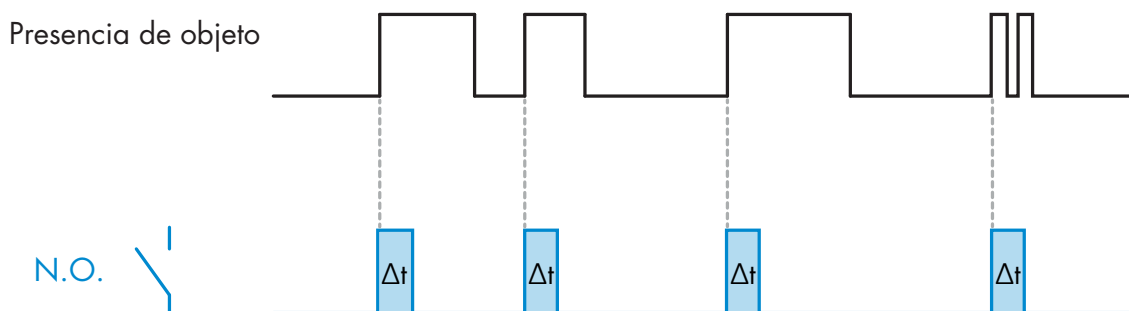 Presencia de objeto
N.O.
Δt Δt Δt Δt